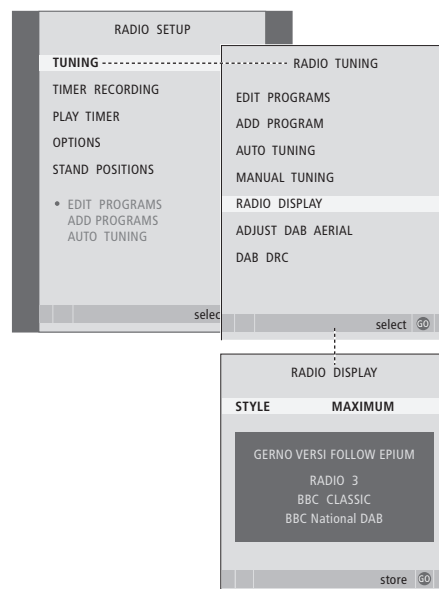 RADIO SETUP
TUNING
TIMER RECORDING
PLAY TIMER
OPTIONS
STAND POSITIONS
• EDIT PROGRAMS
ADD PROGRAMS
AUTO TUNING
selec
RADIO TUNING
EDIT PROGRAMS
ADD PROGRAM
AUTO TUNING
MANUAL TUNING
RADIO DISPLAY
ADJUST DAB AERIAL
DAB DRC
select GO
RADIO DISPLAY
STYLE MAXIMUM
GERNO VERSI FOLLOW EPIUM
RADIO 3
BBC CLASSIC
BBC National DAB
store GO